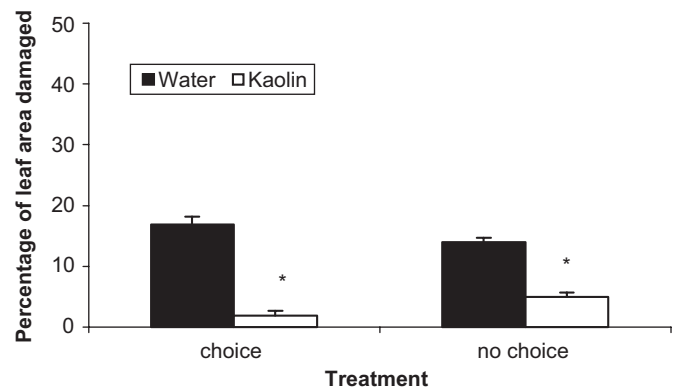 Percentage of leaf area damaged
50
40
30
20
10
0
Water Kaolin
*
*
choice
no choice
Treatment